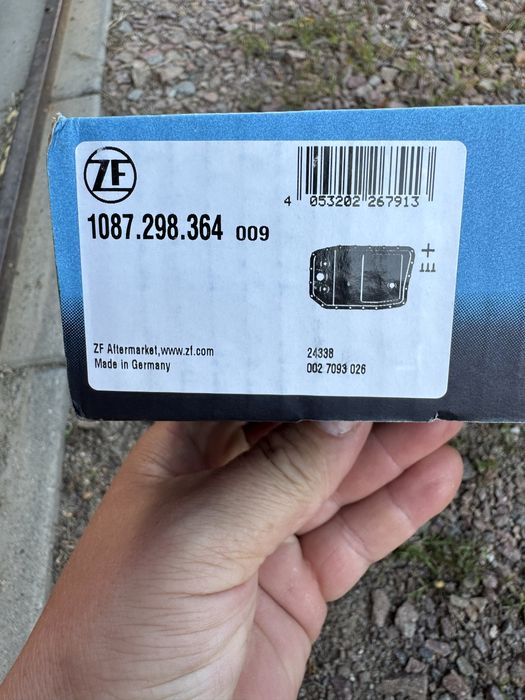 ZF
4 053202 267913
1087.298.364 009
ZF Aftermarket,www.zf.com
Made in Germany
24338
002 7093 026